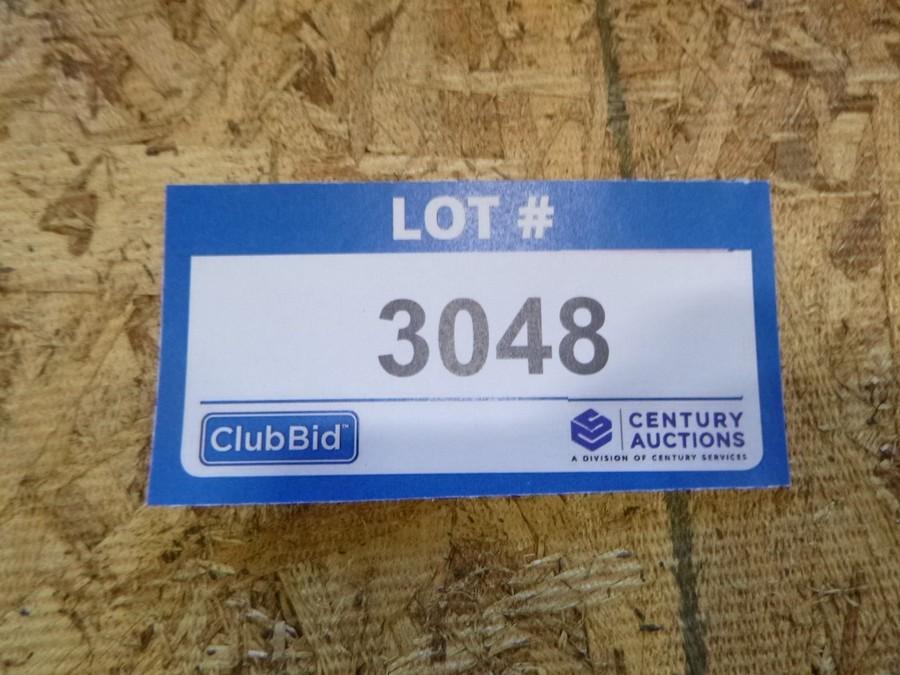 LOT #
3048
ClubBid™
CENTURY
AUCTIONS
A DIVISION OF CENTURY SERVICES